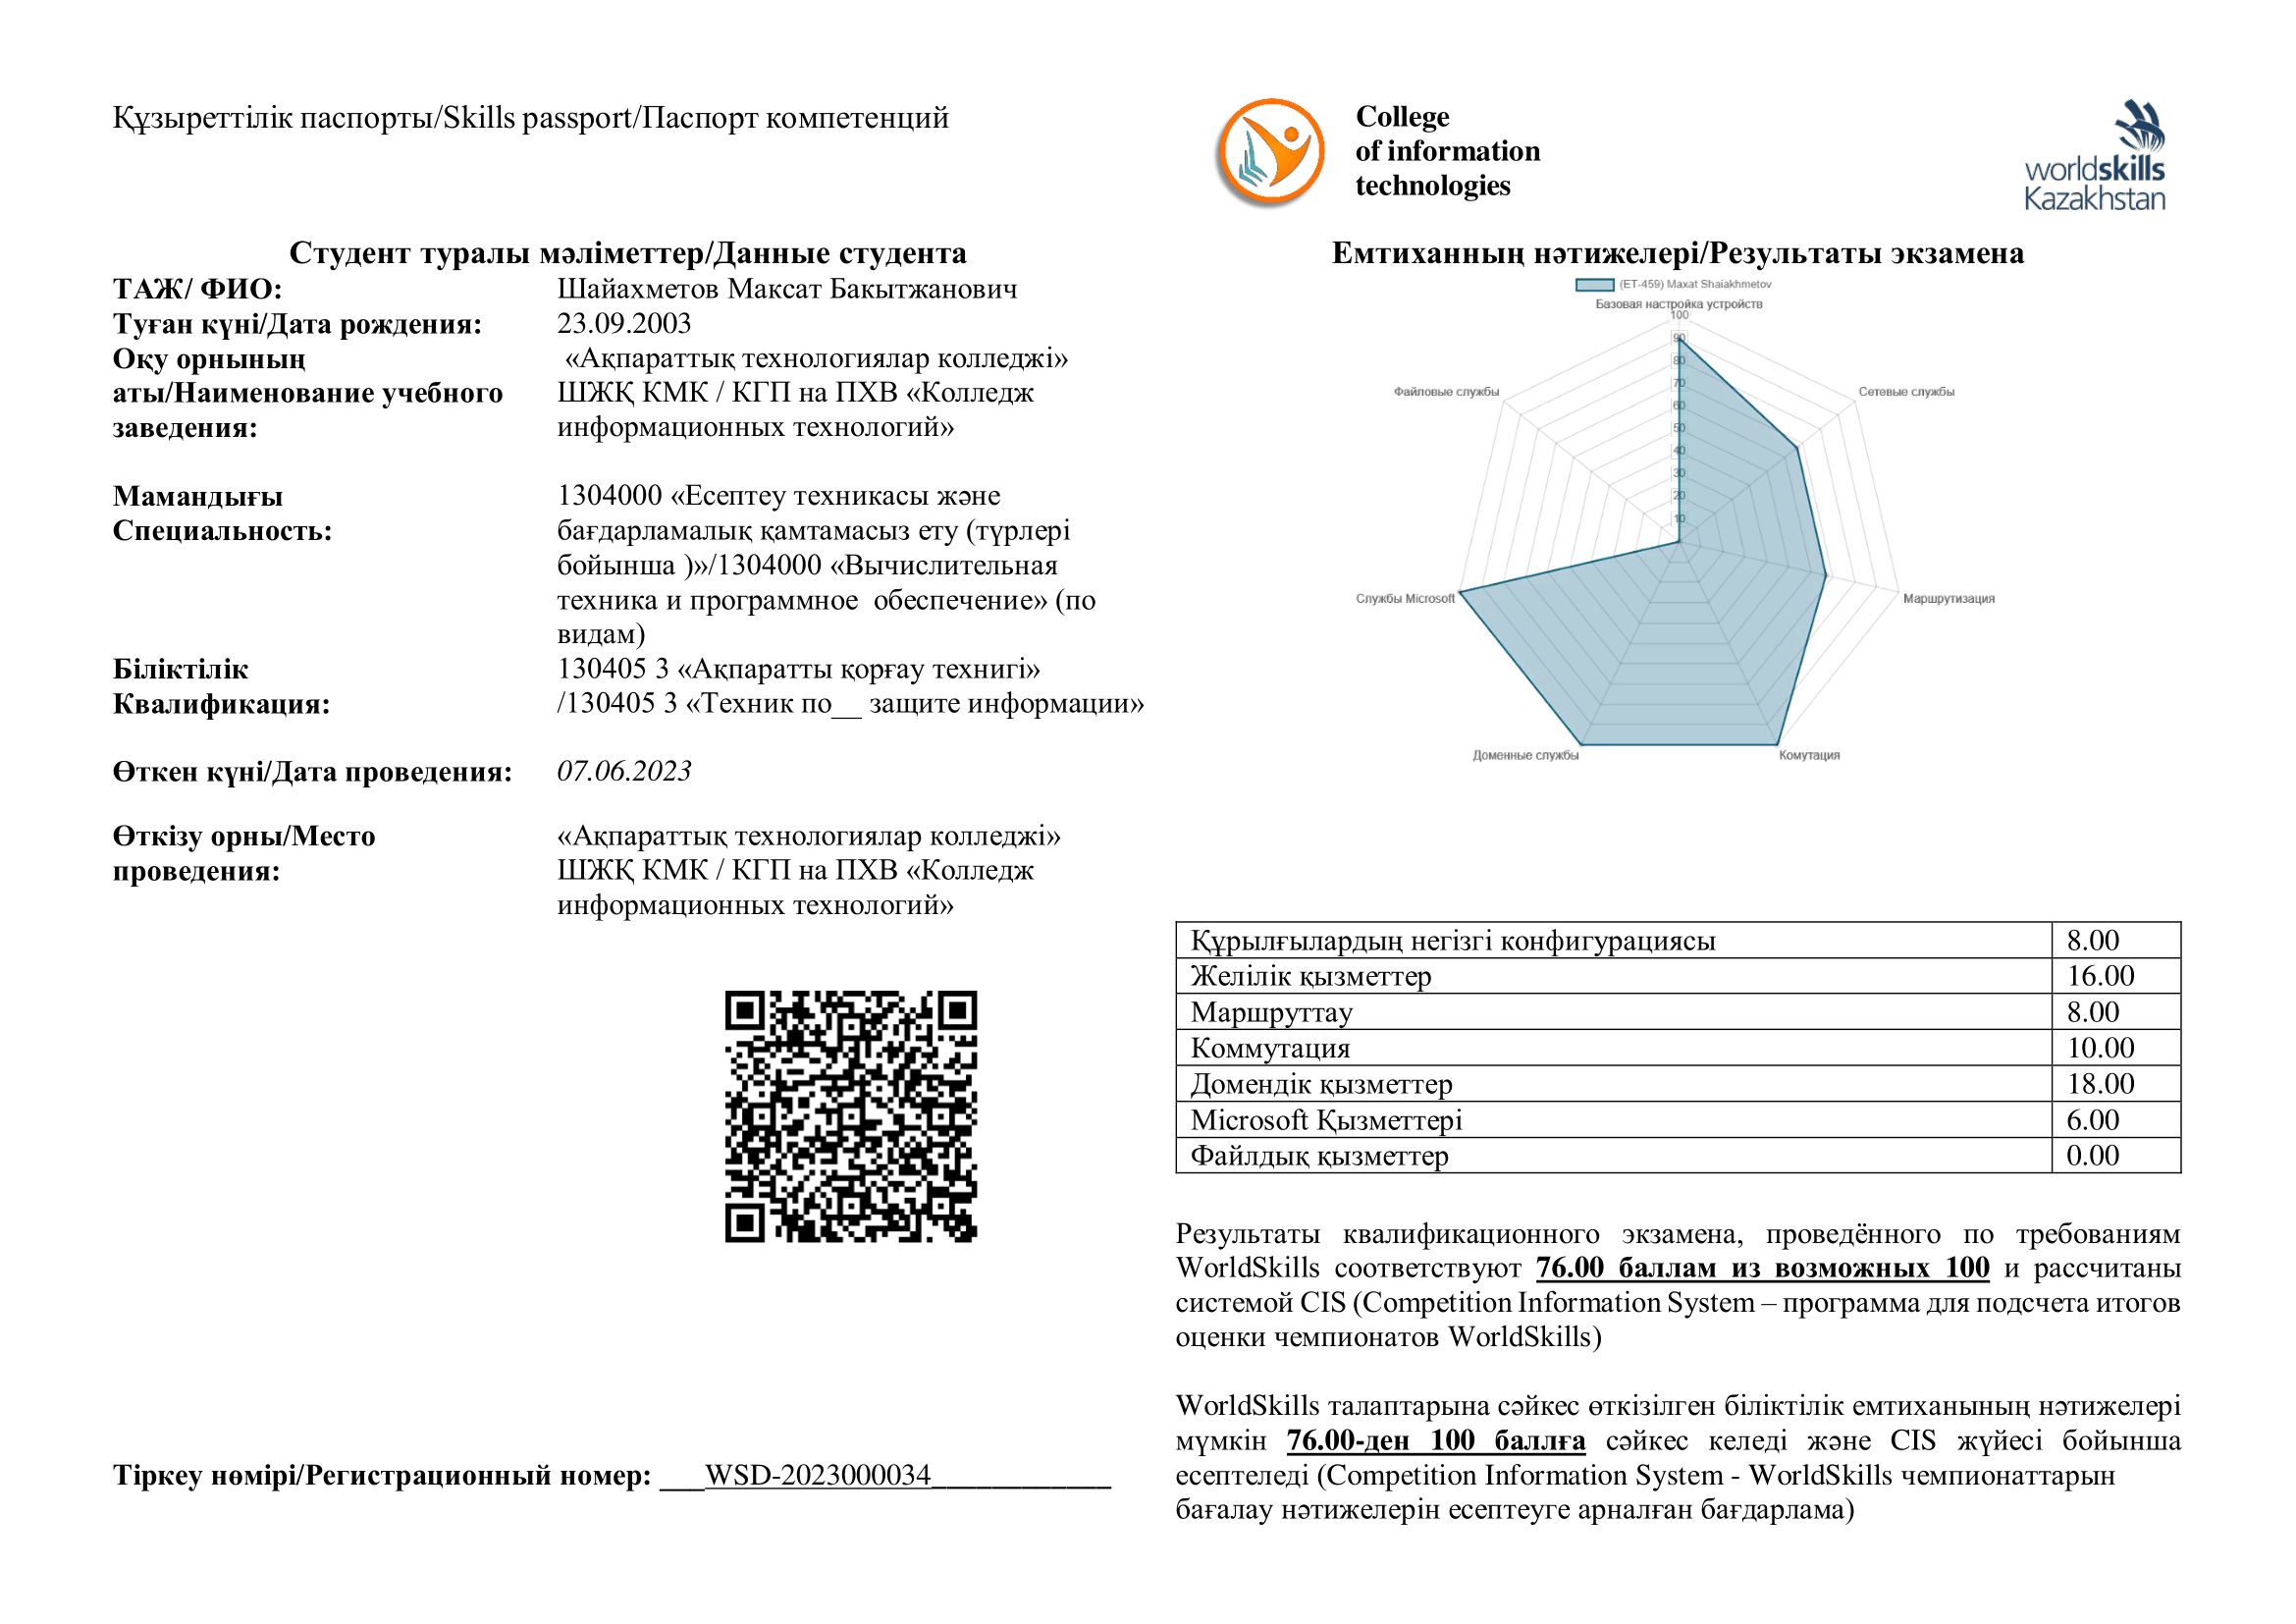 Құзыреттілік паспорты/Skills passport/Паспорт компетенций
College
of information
technologies
worldskills
Kazakhstan
Студент туралы мәліметтер/Данные студента
ТАЖ/ ФИО: Шайахметов Максат Бакытжанович
Туған күні/Дата рождения: 23.09.2003
Оқу орнының «Ақпараттық технологиялар колледжі»
аты/Наименование учебного ШЖҚ КМК / КГП на ПХВ «Колледж
заведения: информационных технологий»
Мамандығы 1304000 «Есептеу техникасы және
Специальность: бағдарламалық қамтамасыз ету (түрлері
бойынша )»/1304000 «Вычислительная
техника и программное обеспечение» (по
видам)
Біліктілік 130405 3 «Ақпаратты қорғау технигі»
Квалификация: /130405 3 «Техник по__ защите информации»
Өткен күні/Дата проведения: 07.06.2023
Өткізу орны/Место «Ақпараттық технологиялар колледжі»
проведения: ШЖҚ КМК / КГП на ПХВ «Колледж
информационных технологий»
Тіркеу нөмірі/Регистрационный номер: ___WSD-2023000034____________
Емтиханның нәтижелері/Результаты экзамена
(ET-459) Maxat Shaiakhmetov
Базовая настройка устройств
100
90
80
70
60
50
40
30
20
10
Файловые службы
Сетевые службы
Службы Microsoft
Маршрутизация
Доменные службы
Комутация
Құрылғылардың негізгі конфигурациясы 8.00
Желілік қызметтер 16.00
Маршруттау 8.00
Коммутация 10.00
Домендік қызметтер 18.00
Microsoft Қызметтері 6.00
Файлдық қызметтер 0.00
Результаты квалификационного экзамена, проведённого по требованиям
WorldSkills соответствуют 76.00 баллам из возможных 100 и рассчитаны
системой CIS (Competition Information System – программа для подсчета итогов
оценки чемпионатов WorldSkills)
WorldSkills талаптарына сәйкес өткізілген біліктілік емтиханының нәтижелері
мүмкін 76.00-ден 100 баллға сәйкес келеді және CIS жүйесі бойынша
есептеледі (Competition Information System - WorldSkills чемпионаттарын
бағалау нәтижелерін есептеуге арналған бағдарлама)